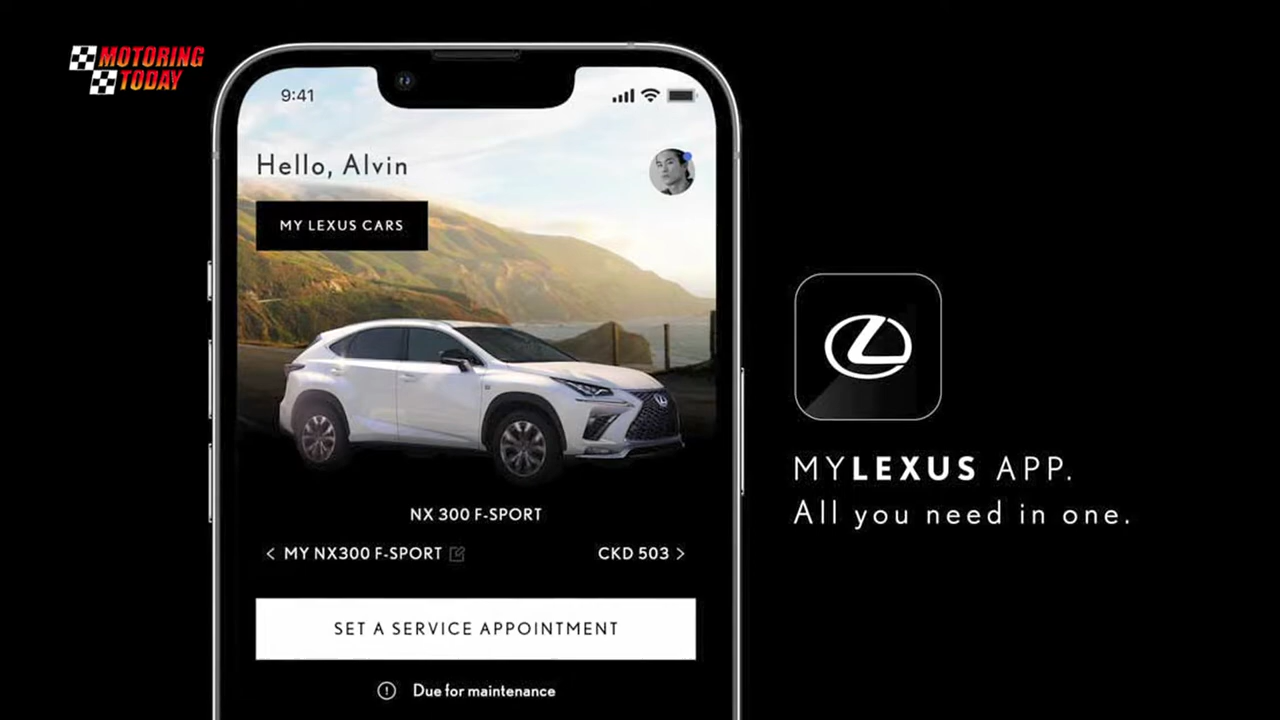 MOTORING
TODAY
9:41
Hello, Alvin
MY LEXUS CARS
NX 300 F-SPORT
MY NX300 F-SPORT
CKD 503
SET A SERVICE APPOINTMENT
Due for maintenance
MYLEXUS APP.
All you need in one.